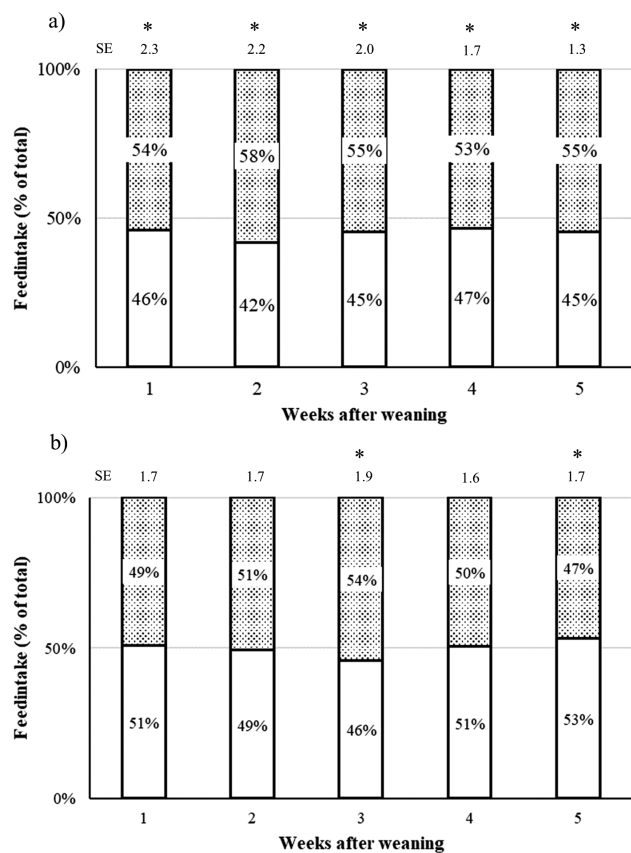 a)
* * * * *
SE 2.3 2.2 2.0 1.7 1.3
100%
54% 58% 55% 53% 55%
50%
46% 42% 45% 47% 45%
0%
1 2 3 4 5
Weeks after weaning
Feedintake (% of total)
b)
* *
SE 1.7 1.7 1.9 1.6 1.7
100%
49% 51% 54% 50% 47%
50%
51% 49% 46% 51% 53%
0%
1 2 3 4 5
Weeks after weaning
Feedintake (% of total)